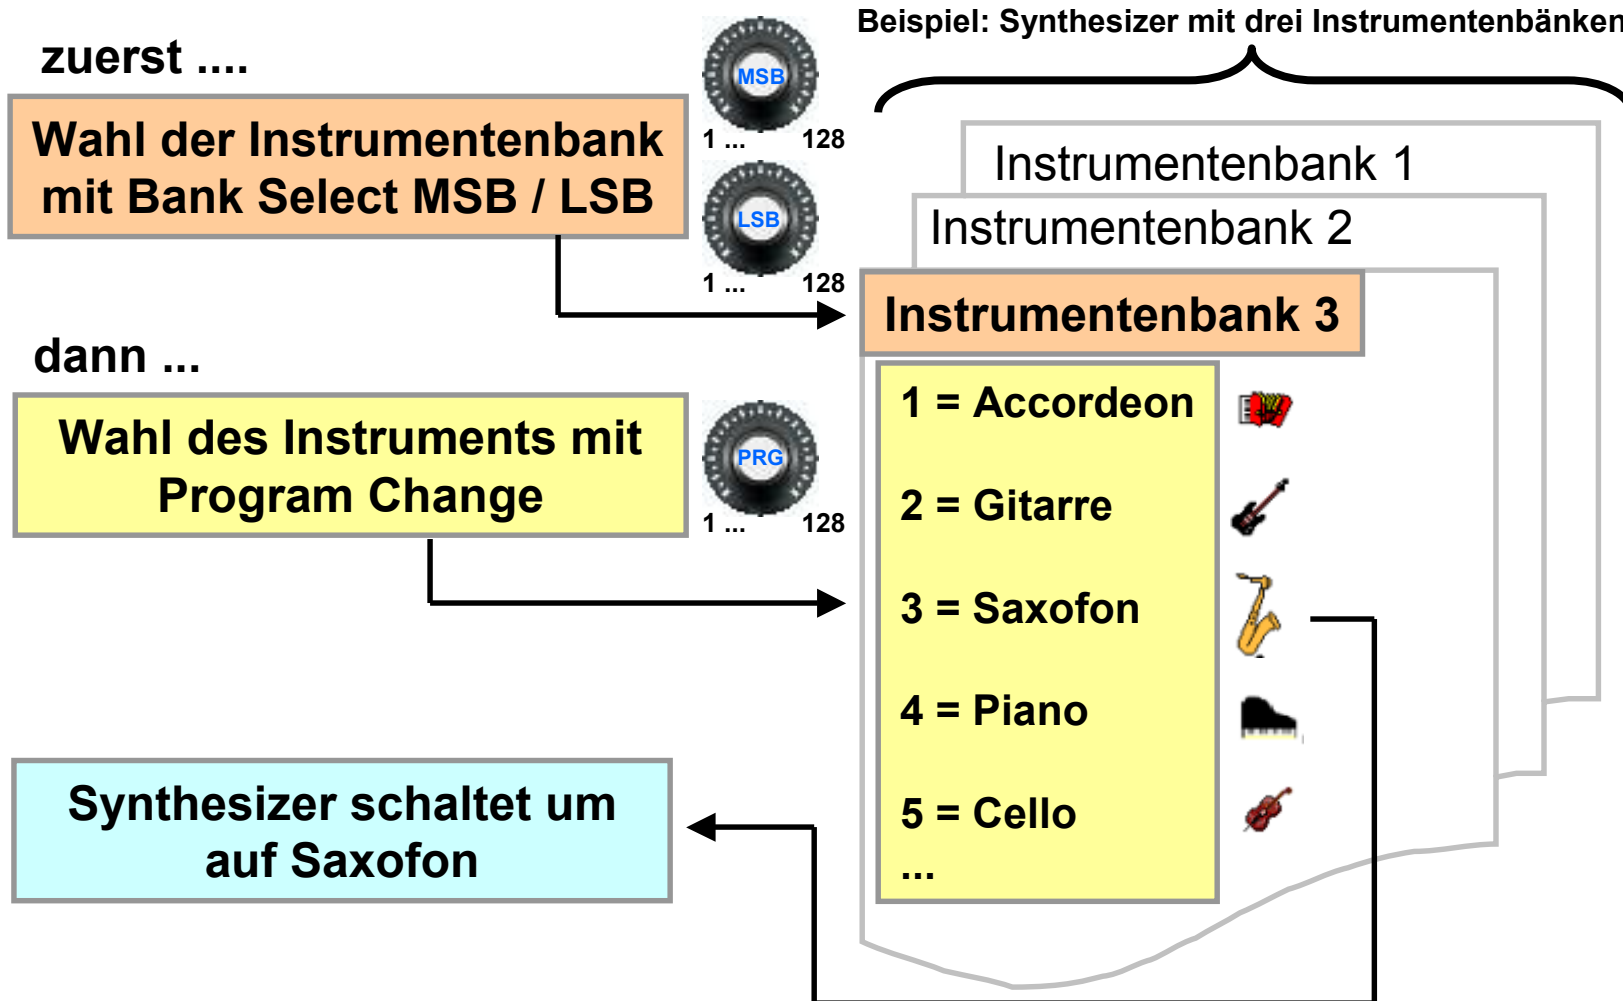 Beispiel: Synthesizer mit drei Instrumentenbänken
zuerst ....
Wahl der Instrumentenbank
mit Bank Select MSB / LSB
MSB
1 ... 128
LSB
1 ... 128
Instrumentenbank 1
Instrumentenbank 2
Instrumentenbank 3
dann ...
Wahl des Instruments mit
Program Change
PRG
1 ... 128
1 = Accordeon
2 = Gitarre
3 = Saxofon
4 = Piano
5 = Cello
...
Synthesizer schaltet um
auf Saxofon